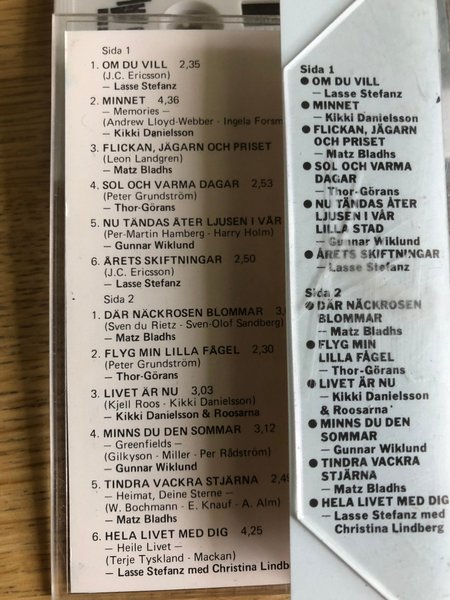 Sida 1
1. OM DU VILL 2,35
(J.C. Ericsson)
— Lasse Stefanz
2. MINNET 4,36
— Memories —
(Andrew Lloyd-Webber - Ingela Forsm
— Kikki Danielsson
3. FLICKAN, JÄGARN OCH PRISET
(Leon Landgren)
— Matz Bladhs
4. SOL OCH VARMA DAGAR 2,53
(Peter Grundström)
— Thor-Görans
5. NU TÄNDAS ÅTER LJUSEN I VÅR
(Per-Martin Hamberg - Harry Holm)
— Gunnar Wiklund
6. ÅRETS SKIFTNINGAR 2,50
(J.C. Ericsson)
— Lasse Stefanz
Sida 2
1. DÄR NÄCKROSEN BLOMMAR 3,
(Sven du Rietz - Sven-Olof Sandberg)
— Matz Bladhs
2. FLYG MIN LILLA FÅGEL 2,30
(Peter Grundström)
— Thor-Görans
3. LIVET ÄR NU 3,03
(Kjell Roos - Kikki Danielsson)
— Kikki Danielsson & Roosarna
4. MINNS DU DEN SOMMAR 3,12
— Greenfields —
(Gilkyson - Miller - Per Rådström)
— Gunnar Wiklund
5. TINDRA VACKRA STJÄRNA 2,45
— Heimat, Deine Sterne —
(W. Bochmann - E. Knauf - A. Alm)
— Matz Bladhs
6. HELA LIVET MED DIG 4,25
— Heile Livet —
(Terje Tyskland - Mackan)
— Lasse Stefanz med Christina Lindb
Sida 1
● OM DU VILL
— Lasse Stefanz
● MINNET
— Kikki Danielsson
● FLICKAN, JÄGARN
OCH PRISET
— Matz Bladhs
● SOL OCH VARMA
DAGAR
— Thor-Görans
● NU TÄNDAS ÅTER
LJUSEN I VÅR
LILLA STAD
— Gunnar Wiklund
● ÅRETS SKIFTNINGAR
— Lasse Stefanz
Sida 2
● DÄR NÄCKROSEN
BLOMMAR
— Matz Bladhs
● FLYG MIN
LILLA FÅGEL
— Thor-Görans
● LIVET ÄR NU
— Kikki Danielsson
& Roosarna
● MINNS DU DEN
SOMMAR
— Gunnar Wiklund
● TINDRA VACKRA
STJÄRNA
— Matz Bladhs
● HELA LIVET MED DIG
— Lasse Stefanz med
Christina Lindberg